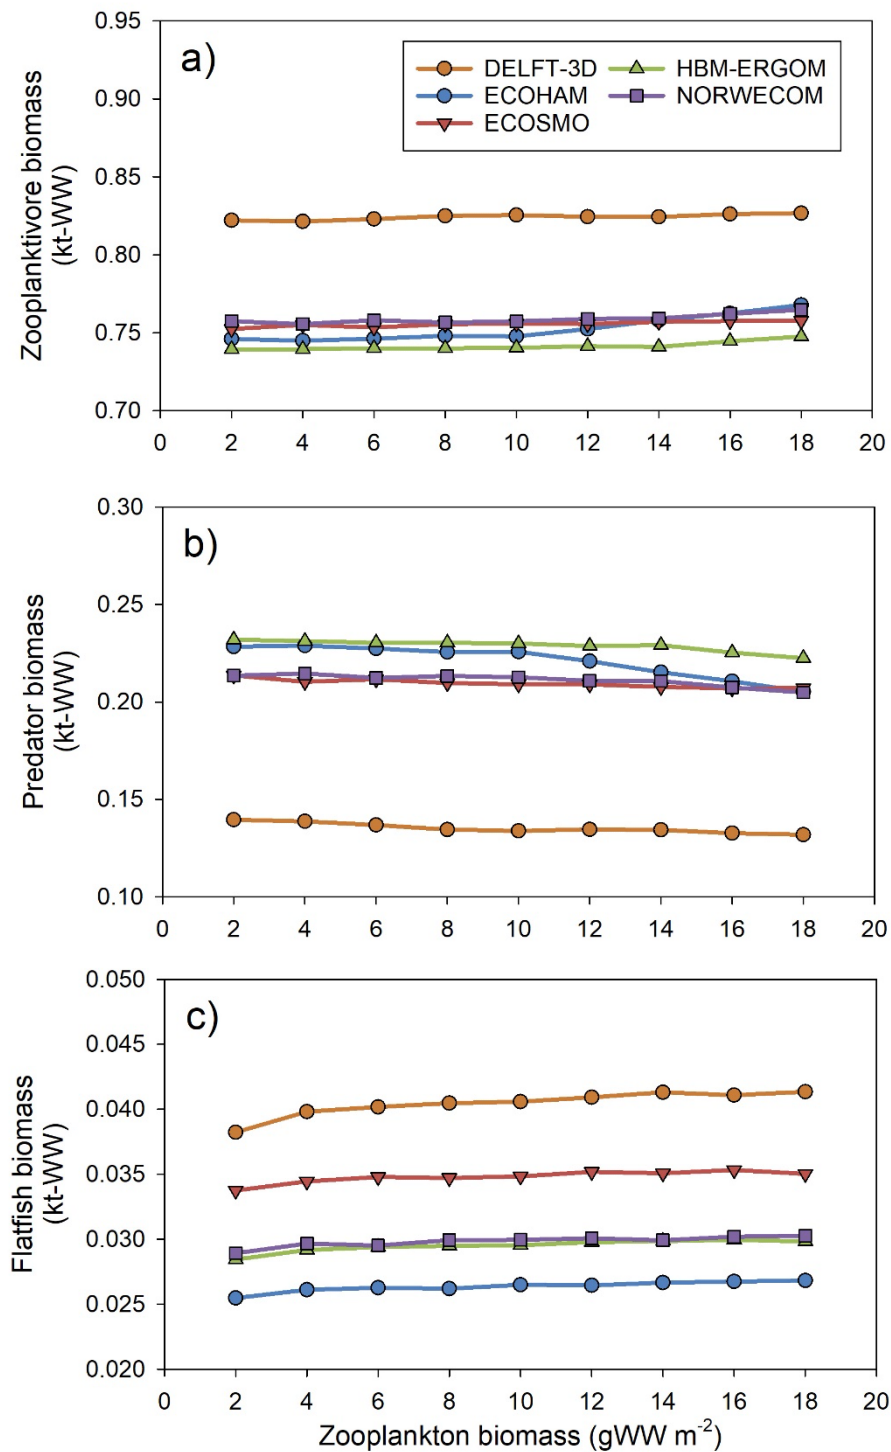 a)
DELFT-3D
HBM-ERGOM
ECOHAM
NORWECOM
ECOSMO
Zooplanktivore biomass
(kt-WW)
0.95
0.90
0.85
0.80
0.75
0.70
0 2 4 6 8 10 12 14 16 18 20
b)
Predator biomass
(kt-WW)
0.30
0.25
0.20
0.15
0.10
0 2 4 6 8 10 12 14 16 18 20
c)
Flatfish biomass
(kt-WW)
0.050
0.045
0.040
0.035
0.030
0.025
0.020
0 2 4 6 8 10 12 14 16 18 20
Zooplankton biomass (gWW m⁻²)